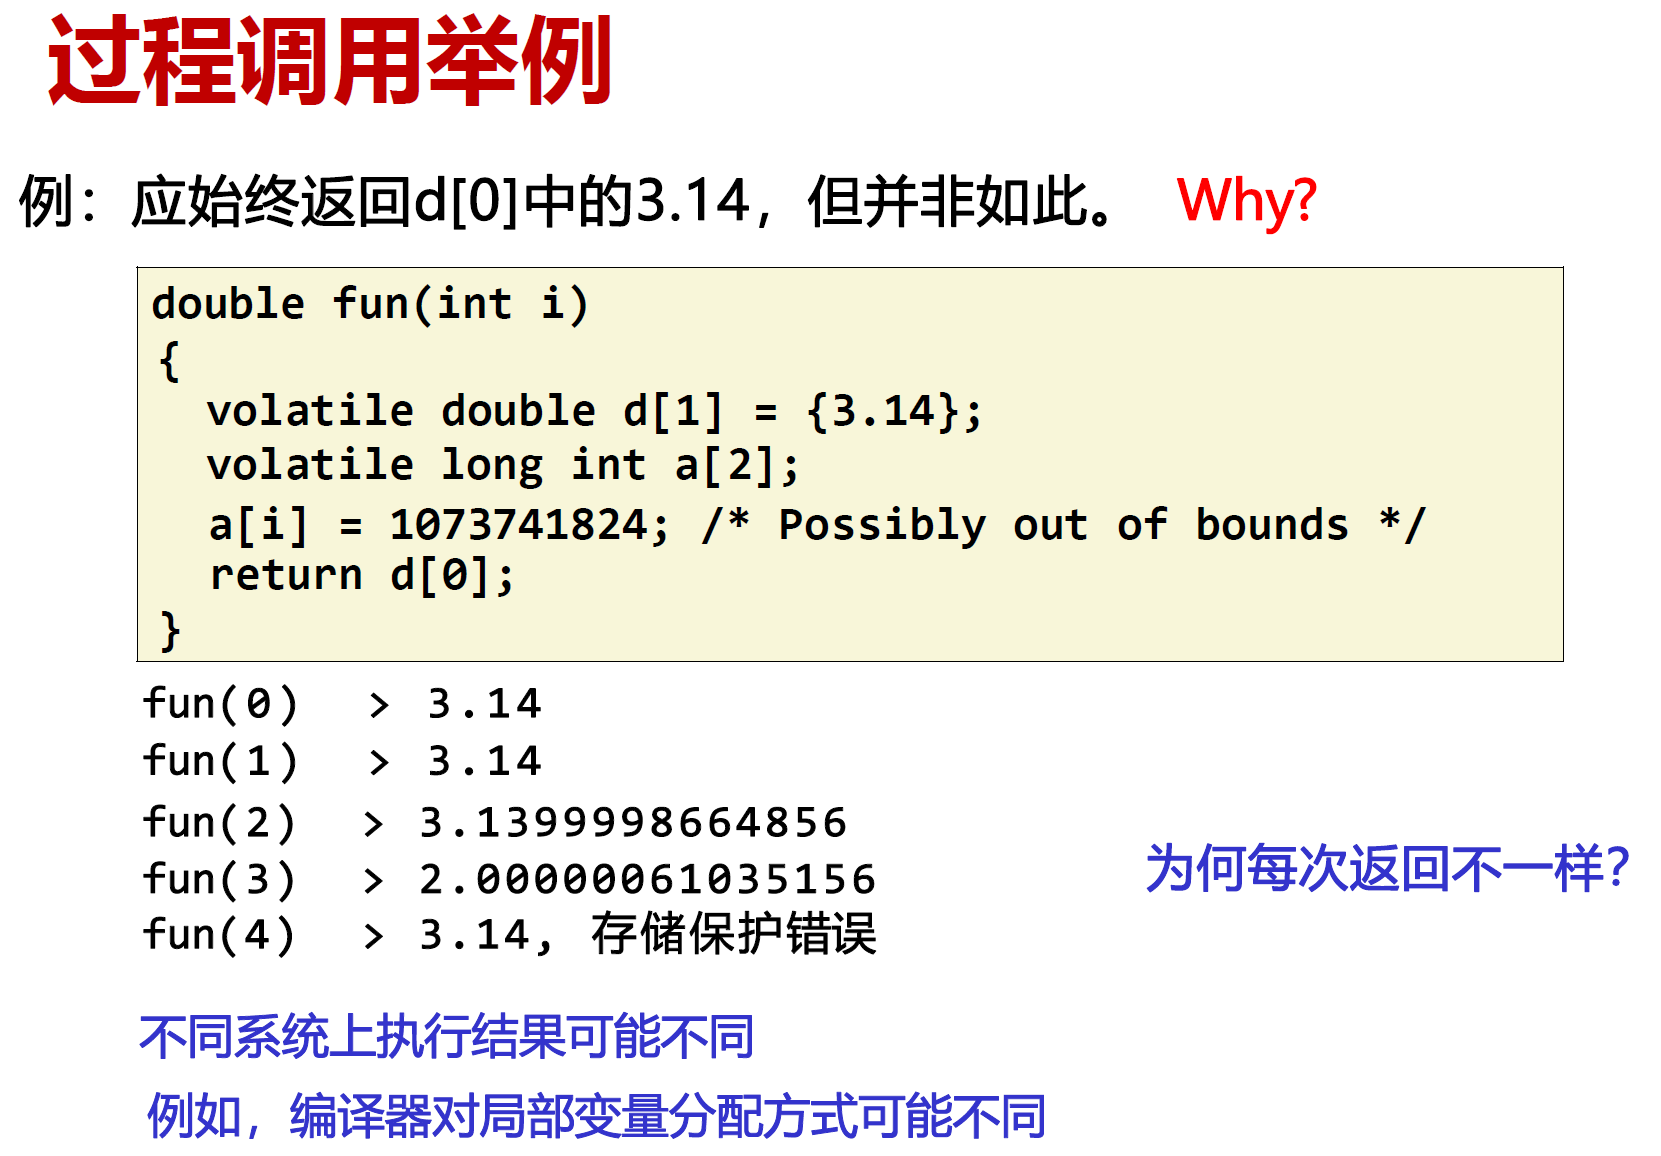 过程调用举例
例：应始终返回d[0]中的3.14，但并非如此。 Why?
double fun(int i)
{
volatile double d[1] = {3.14};
volatile long int a[2];
a[i] = 1073741824; /* Possibly out of bounds */
return d[0];
}
fun(0) > 3.14
fun(1) > 3.14
fun(2) > 3.1399998664856
fun(3) > 2.00000061035156
fun(4) > 3.14, 存储保护错误
为何每次返回不一样？
不同系统上执行结果可能不同
例如，编译器对局部变量分配方式可能不同